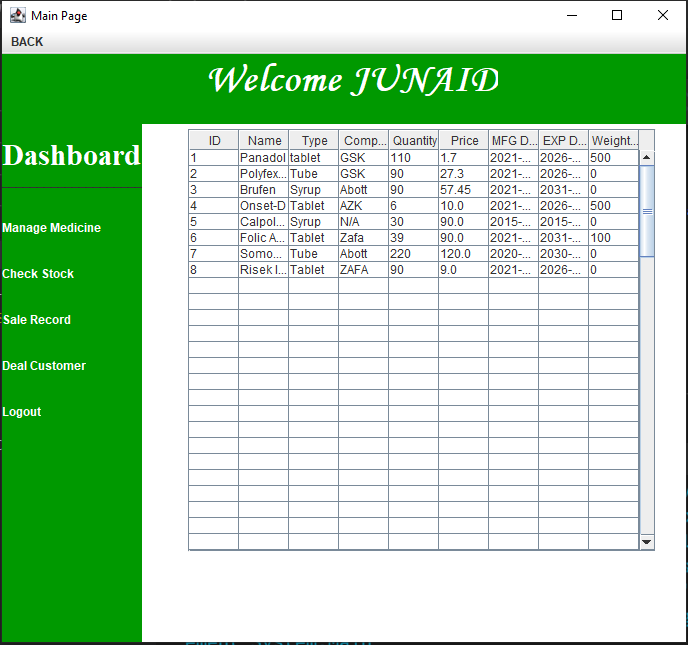 Main Page
BACK
Welcome JUNAID
Dashboard
Manage Medicine
Check Stock
Sale Record
Deal Customer
Logout
ID Name Type Comp... Quantity Price MFG D... EXP D... Weight...
1 Panadol tablet GSK 110 1.7 2021-... 2026-... 500
2 Polyfex... Tube GSK 90 27.3 2021-... 2026-... 0
3 Brufen Syrup Abott 90 57.45 2021-... 2031-... 0
4 Onset-D Tablet AZK 6 10.0 2021-... 2026-... 500
5 Calpol... Syrup N/A 30 90.0 2015-... 2015-... 0
6 Folic A... Tablet Zafa 39 90.0 2021-... 2031-... 100
7 Somo... Tube Abott 220 120.0 2020-... 2030-... 0
8 Risek I... Tablet ZAFA 90 9.0 2021-... 2026-... 0